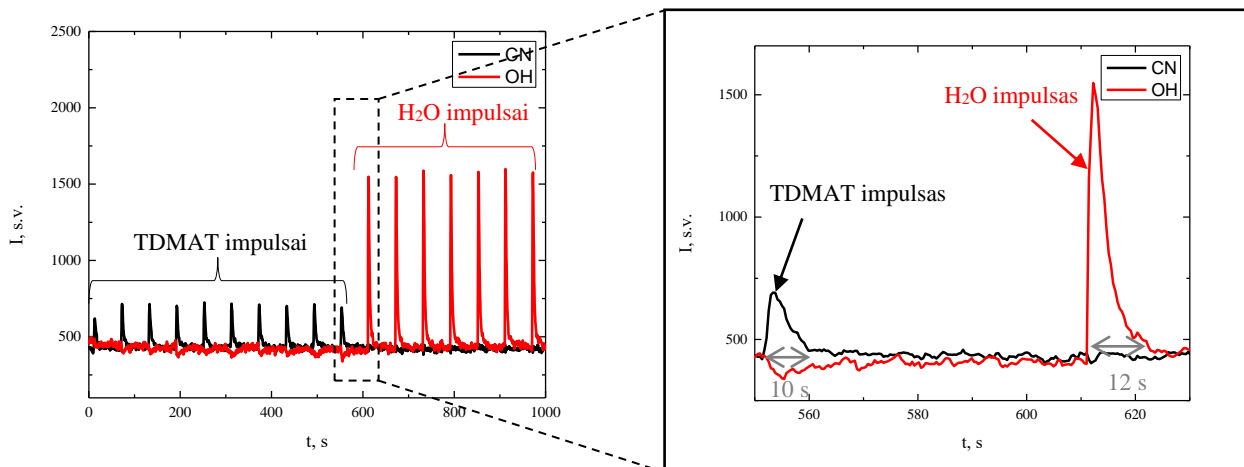 2500
2000
1500
1000
500
I, s.v.
CN
OH
H2O impulsai
TDMAT impulsai
0
200
400
600
800
1000
t, s
1500
1000
500
I, s.v.
CN
OH
H2O impulsas
TDMAT impulsas
10 s
12 s
560
580
600
620
t, s